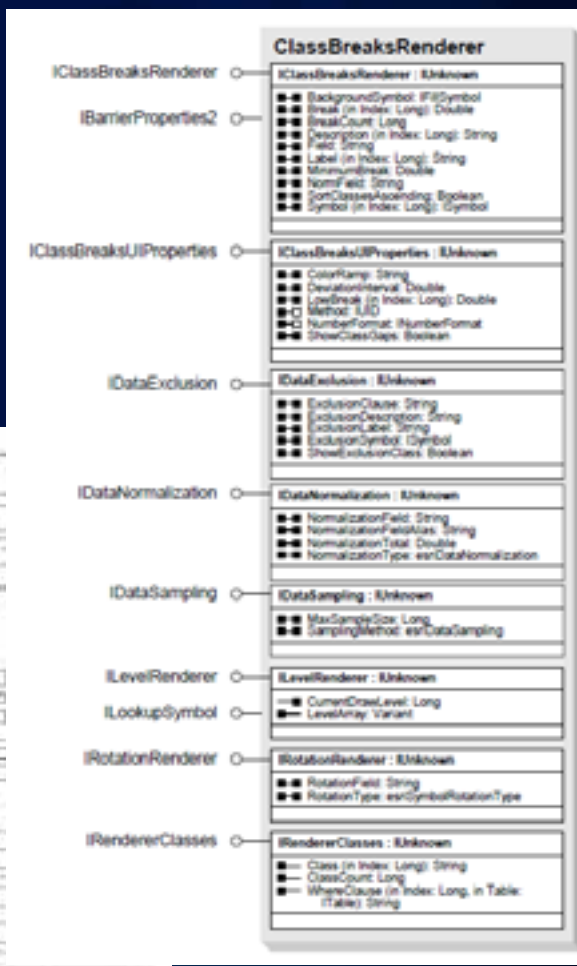 ClassBreaksRenderer
IClassBreaksRenderer
IClassBreaksRenderer : IUnknown
IBarrierProperties2
BackgroundSymbol: IFillSymbol
Break (in Index: Long): Double
BreakCount: Long
Description (in Index: Long): String
Field: String
Label (in Index: Long): String
MinimumBreak: Double
NormField: String
SortClassesAscending: Boolean
Symbol (in Index: Long): ISymbol
IClassBreaksUIProperties
IClassBreaksUIProperties : IUnknown
ColorRamp: String
DeviationInterval: Double
LowBreak (in Index: Long): Double
Method: IUID
NumberFormat: INumberFormat
ShowClassGaps: Boolean
IDataExclusion
IDataExclusion : IUnknown
ExclusionClause: String
ExclusionDescription: String
ExclusionLabel: String
ExclusionSymbol: ISymbol
ShowExclusionClass: Boolean
IDataNormalization
IDataNormalization : IUnknown
NormalizationField: String
NormalizationFieldAlias: String
NormalizationTotal: Double
NormalizationType: esriDataNormalization
IDataSampling
IDataSampling : IUnknown
MaxSampleSize: Long
SamplingMethod: esriDataSampling
ILevelRenderer
ILevelRenderer : IUnknown
ILookupSymbol
CurrentDrawLevel: Long
LevelArray: Variant
IRotationRenderer
IRotationRenderer : IUnknown
RotationField: String
RotationType: esriSymbolRotationType
IRendererClasses
IRendererClasses : IUnknown
Class (in Index: Long): String
ClassCount: Long
WhereClause (in Index: Long, in Table:
ITable): String